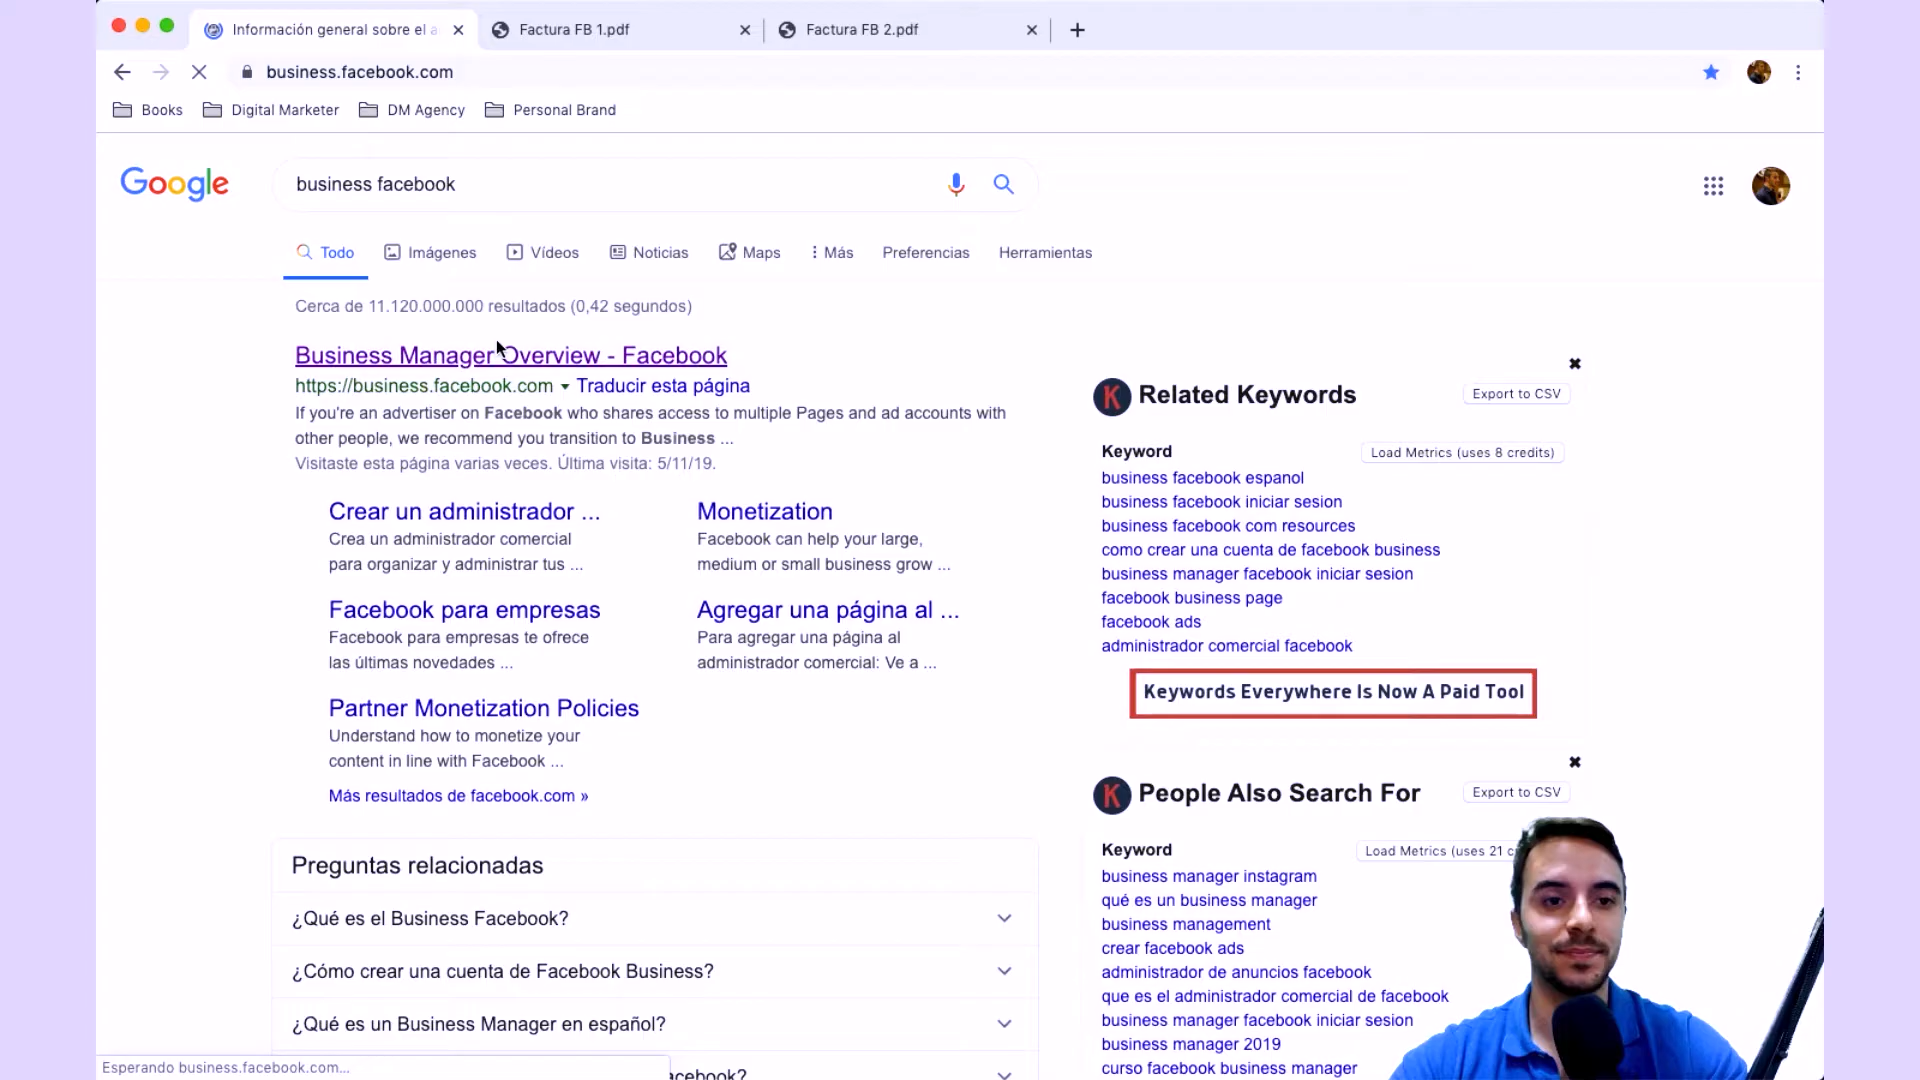 Información general sobre el a
Factura FB 1.pdf
Factura FB 2.pdf
business.facebook.com
Books
Digital Marketer
DM Agency
Personal Brand
Google
business facebook
Todo
Imágenes
Vídeos
Noticias
Maps
Más
Preferencias
Herramientas
Cerca de 11.120.000.000 resultados (0,42 segundos)
Business Manager Overview - Facebook
https://business.facebook.com Traducir esta página
If you're an advertiser on Facebook who shares access to multiple Pages and ad accounts with
other people, we recommend you transition to Business ...
Visitaste esta página varias veces. Última visita: 5/11/19.
Crear un administrador ...
Crea un administrador comercial
para organizar y administrar tus ...
Monetization
Facebook can help your large,
medium or small business grow ...
Facebook para empresas
Facebook para empresas te ofrece
las últimas novedades ...
Agregar una página al ...
Para agregar una página al
administrador comercial: Ve a ...
Partner Monetization Policies
Understand how to monetize your
content in line with Facebook ...
Más resultados de facebook.com »
Preguntas relacionadas
¿Qué es el Business Facebook?
¿Cómo crear una cuenta de Facebook Business?
¿Qué es un Business Manager en español?
acebook?
Esperando business.facebook.com...
K
Related Keywords
Export to CSV
Keyword
Load Metrics (uses 8 credits)
business facebook espanol
business facebook iniciar sesion
business facebook com resources
como crear una cuenta de facebook business
business manager facebook iniciar sesion
facebook business page
facebook ads
administrador comercial facebook
Keywords Everywhere Is Now A Paid Tool
K
People Also Search For
Export to CSV
Keyword
Load Metrics (uses 21 c
business manager instagram
qué es un business manager
business management
crear facebook ads
administrador de anuncios facebook
que es el administrador comercial de facebook
business manager facebook iniciar sesion
business manager 2019
curso facebook business manager